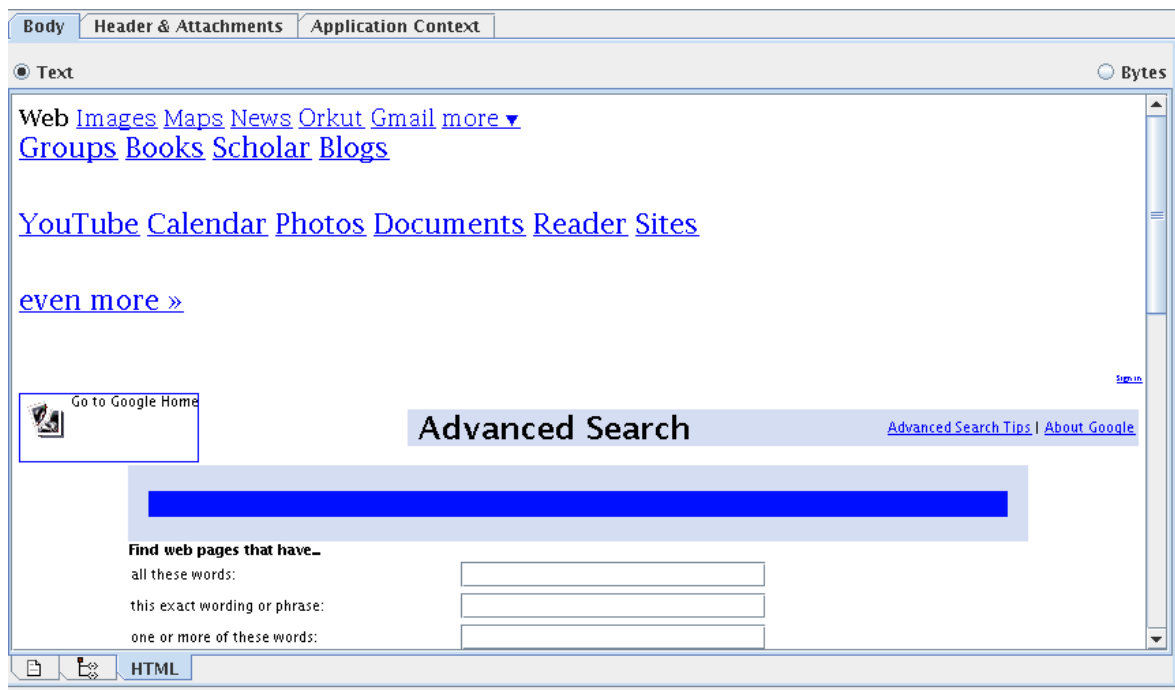 Body Header & Attachments Application Context
Text Bytes
Web Images Maps News Orkut Gmail more ▼
Groups Books Scholar Blogs
YouTube Calendar Photos Documents Reader Sites
even more »
Sign in
Go to Google Home
Advanced Search Advanced Search Tips | About Google
Find web pages that have...
all these words:
this exact wording or phrase:
one or more of these words:
HTML